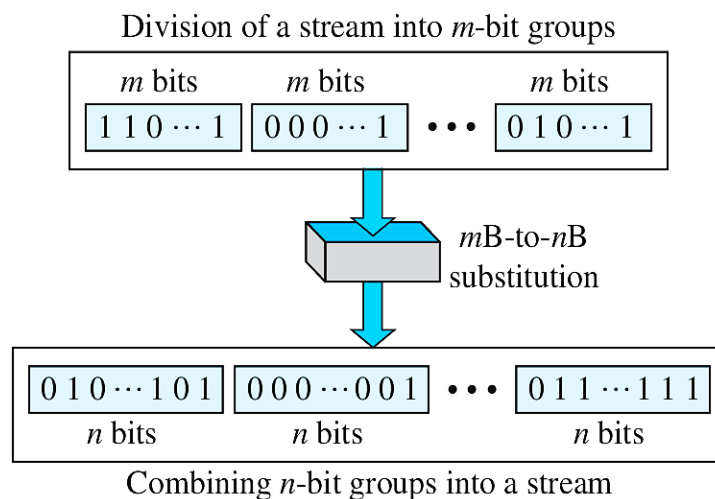 Division of a stream into m-bit groups
m bits m bits m bits
1 1 0 ··· 1 0 0 0 ··· 1 ••• 0 1 0 ··· 1
mB-to-nB
substitution
0 1 0 ··· 1 0 1 0 0 0 ··· 0 0 1 ••• 0 1 1 ··· 1 1 1
n bits n bits n bits
Combining n-bit groups into a stream